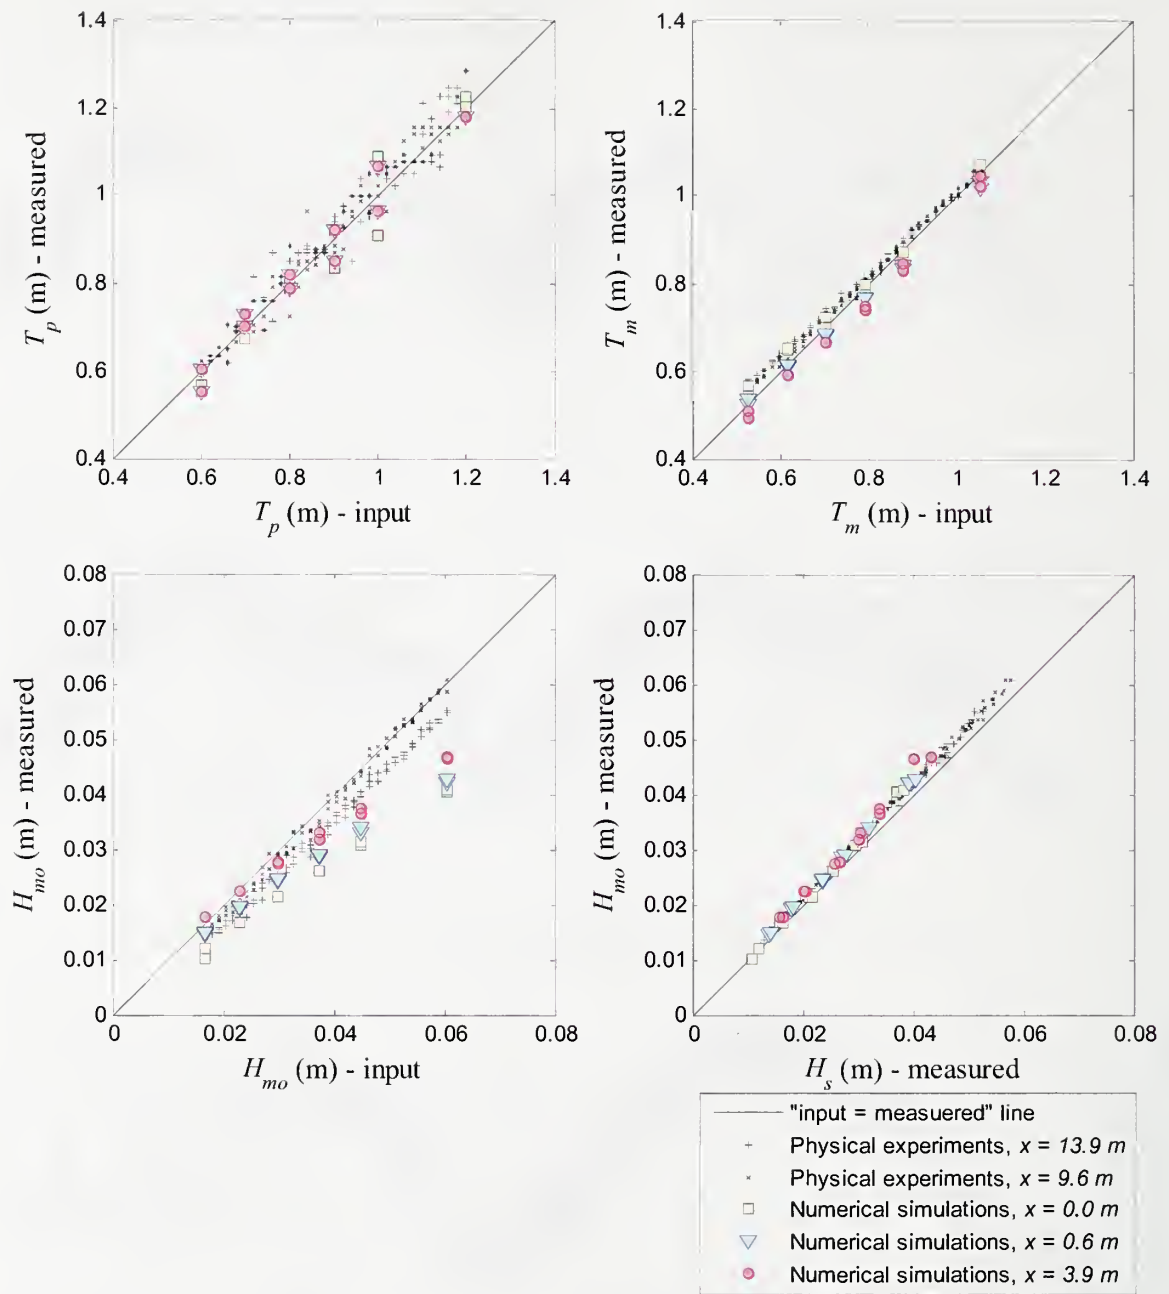 1.4
1.2
1
0.8
0.6
0.4
0.4 0.6 0.8 1 1.2 1.4
T_p (m) - measured
T_p (m) - input
1.4
1.2
1
0.8
0.6
0.4
0.4 0.6 0.8 1 1.2 1.4
T_m (m) - measured
T_m (m) - input
0.08
0.07
0.06
0.05
0.04
0.03
0.02
0.01
0
0 0.02 0.04 0.06 0.08
H_mo (m) - measured
H_mo (m) - input
0.08
0.07
0.06
0.05
0.04
0.03
0.02
0.01
0
0 0.02 0.04 0.06 0.08
H_mo (m) - measured
H_s (m) - measured
"input = measuered" line
Physical experiments, x = 13.9 m
Physical experiments, x = 9.6 m
Numerical simulations, x = 0.0 m
Numerical simulations, x = 0.6 m
Numerical simulations, x = 3.9 m